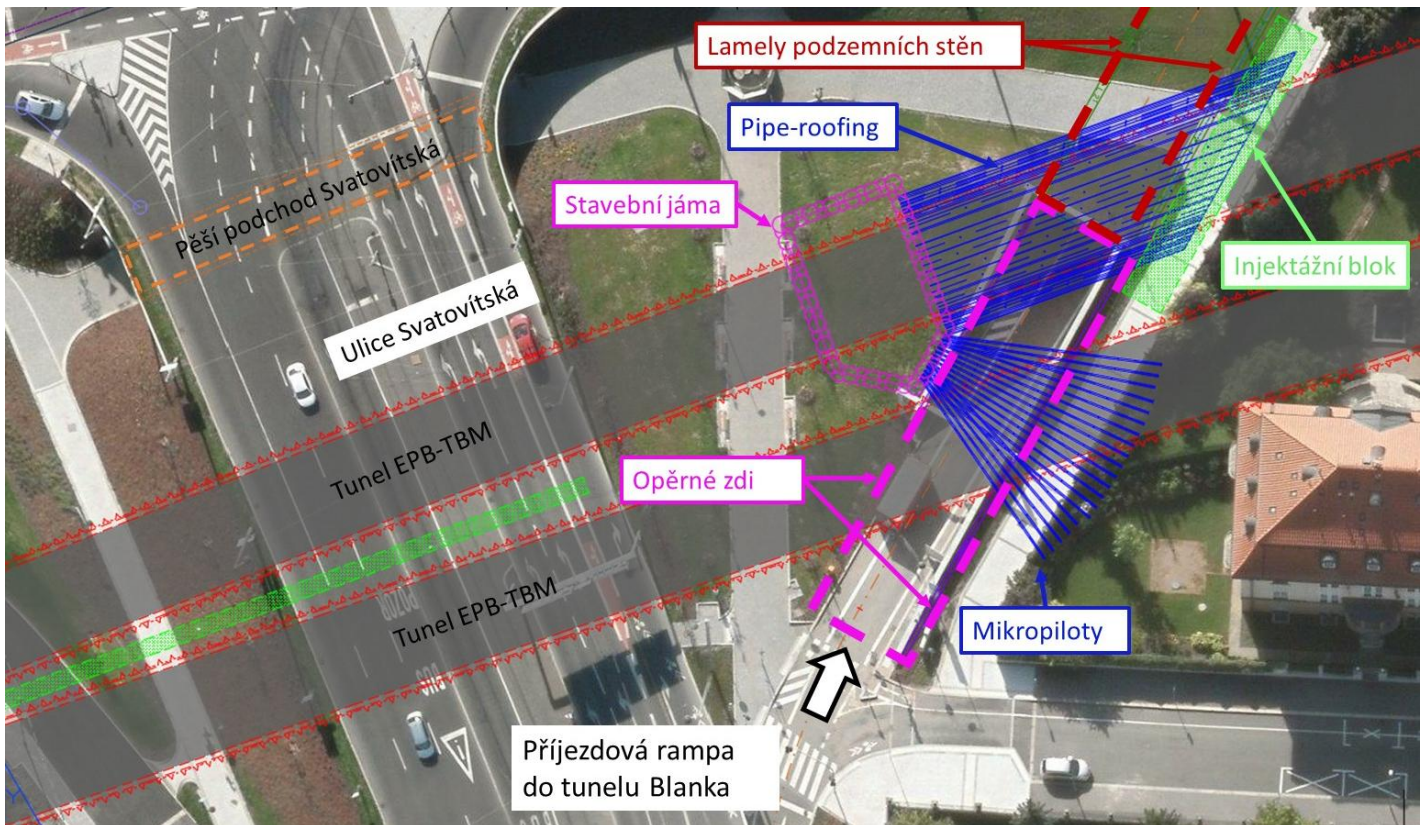 Lamely podzemních stěn
Pipe-roofing
Pěší podchod Svatovítská
Stavební jáma
Injektážní blok
Ulice Svatovítská
Tunel EPB-TBM
Opěrné zdi
Tunel EPB-TBM
Mikropiloty
Příjezdová rampa
do tunelu Blanka